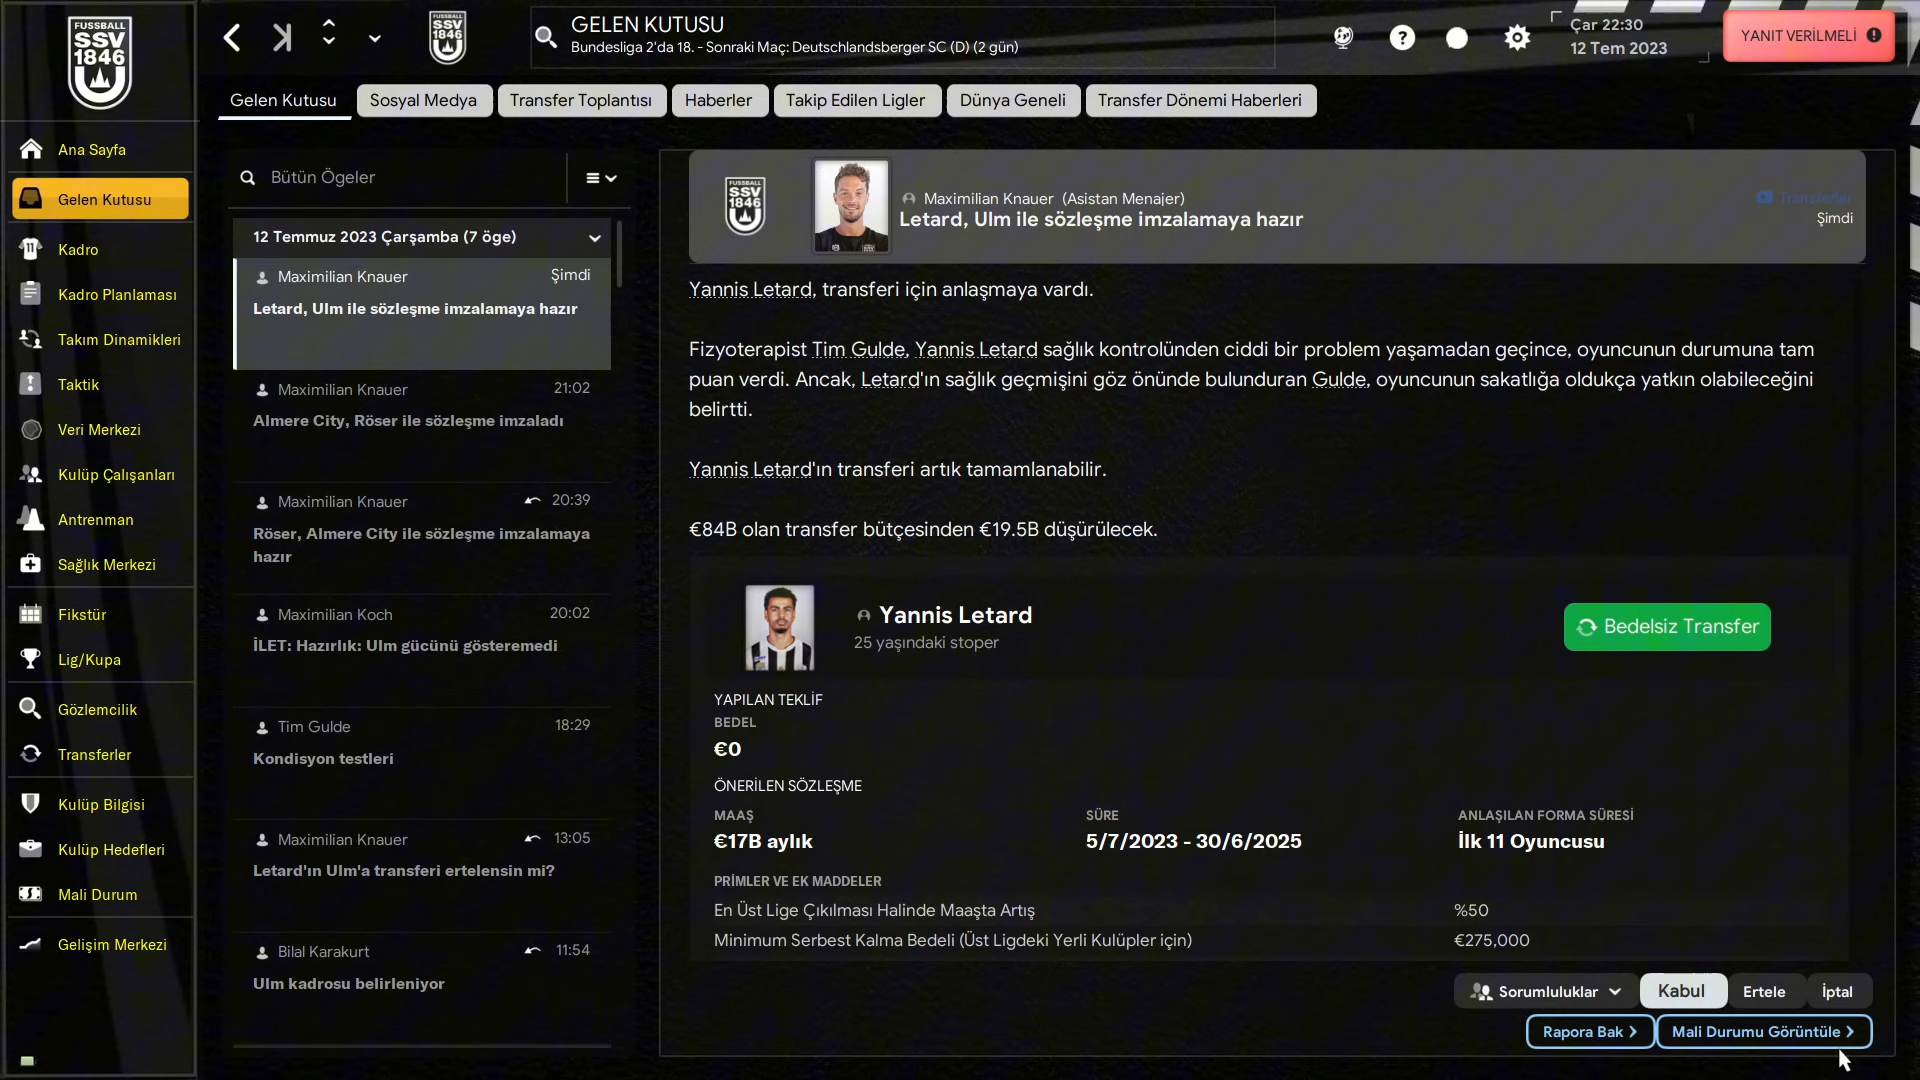 FUSSBALL
SSV
1846
FUSSBALL
SSV
1846
GELEN KUTUSU
Bundesliga 2'da 18. - Sonraki Maç: Deutschlandsberger SC (D) (2 gün)
?
Çar 22:30
12 Tem 2023
YANIT VERİLMELİ
Gelen Kutusu
Sosyal Medya
Transfer Toplantısı
Haberler
Takip Edilen Ligler
Dünya Geneli
Transfer Dönemi Haberleri
Ana Sayfa
Gelen Kutusu
Kadro
Kadro Planlaması
Takım Dinamikleri
Taktik
Veri Merkezi
Kulüp Çalışanları
Antrenman
Sağlık Merkezi
Fikstür
Lig/Kupa
Gözlemcilik
Transferler
Kulüp Bilgisi
Kulüp Hedefleri
Mali Durum
Gelişim Merkezi
Bütün Ögeler
12 Temmuz 2023 Çarşamba (7 öge)
Maximilian Knauer Şimdi
Letard, Ulm ile sözleşme imzalamaya hazır
Maximilian Knauer 21:02
Almere City, Röser ile sözleşme imzaladı
Maximilian Knauer 20:39
Röser, Almere City ile sözleşme imzalamaya
hazır
Maximilian Koch 20:02
İLET: Hazırlık: Ulm gücünü gösteremedi
Tim Gulde 18:29
Kondisyon testleri
Maximilian Knauer 13:05
Letard'ın Ulm'a transferi ertelensin mi?
Bilal Karakurt 11:54
Ulm kadrosu belirleniyor
FUSSBALL
SSV
1846
Maximilian Knauer (Asistan Menajer)
Letard, Ulm ile sözleşme imzalamaya hazır
Transferler
Şimdi
Yannis Letard, transferi için anlaşmaya vardı.
Fizyoterapist Tim Gulde, Yannis Letard sağlık kontrolünden ciddi bir problem yaşamadan geçince, oyuncunun durumuna tam
puan verdi. Ancak, Letard'ın sağlık geçmişini göz önünde bulunduran Gulde, oyuncunun sakatlığa oldukça yatkın olabileceğini
belirtti.
Yannis Letard'ın transferi artık tamamlanabilir.
€84B olan transfer bütçesinden €19.5B düşürülecek.
Yannis Letard
25 yaşındaki stoper
Bedelsiz Transfer
YAPILAN TEKLİF
BEDEL
€0
ÖNERİLEN SÖZLEŞME
MAAŞ SÜRE ANLAŞILAN FORMA SÜRESİ
€17B aylık 5/7/2023 - 30/6/2025 İlk 11 Oyuncusu
PRİMLER VE EK MADDELER
En Üst Lige Çıkılması Halinde Maaşta Artış %50
Minimum Serbest Kalma Bedeli (Üst Ligdeki Yerli Kulüpler için) €275,000
Sorumluluklar
Kabul
Ertele
İptal
Rapora Bak
Mali Durumu Görüntüle